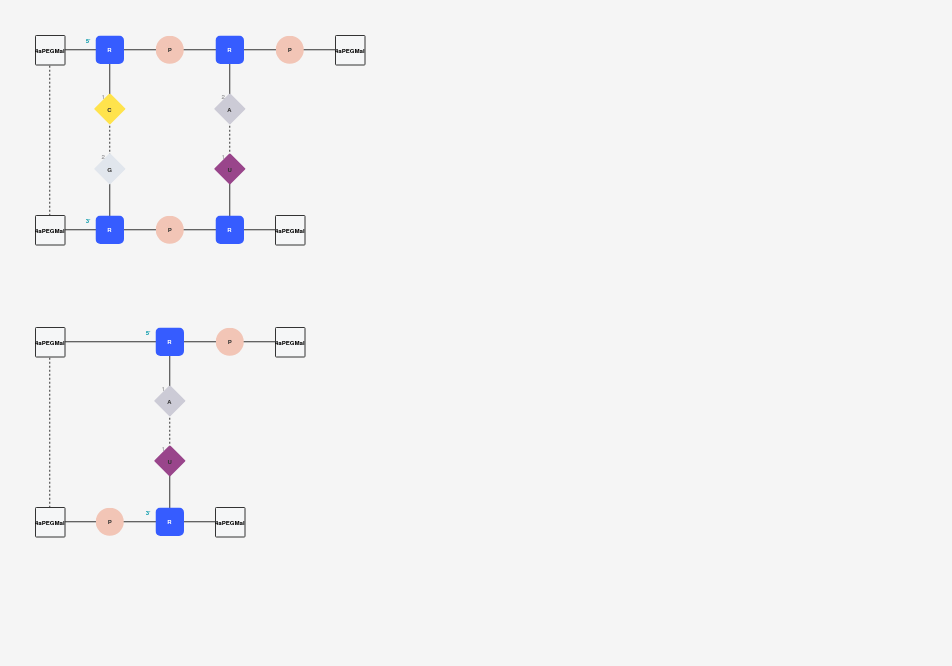 5'
4aPEGMal R P R P 4aPEGMal
1 2
C A
2 1
G U
3'
4aPEGMal R P R 4aPEGMal
5'
4aPEGMal R P 4aPEGMal
1
A
1
U
3'
4aPEGMal P R 4aPEGMal